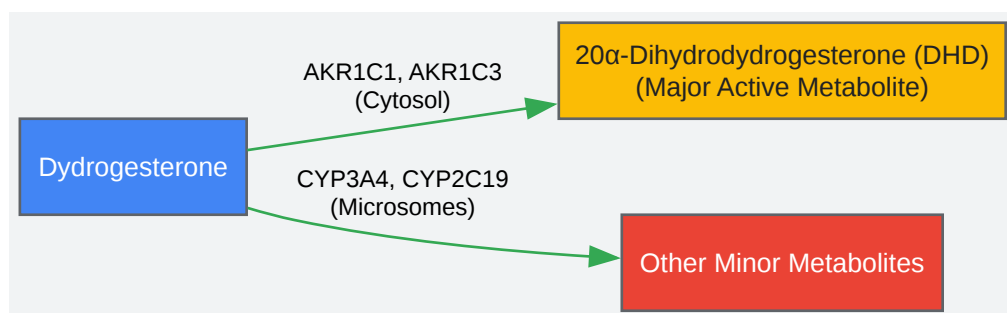 Dydrogesterone
AKR1C1, AKR1C3
(Cytosol)
20α-Dihydrodydrogesterone (DHD)
(Major Active Metabolite)
CYP3A4, CYP2C19
(Microsomes)
Other Minor Metabolites